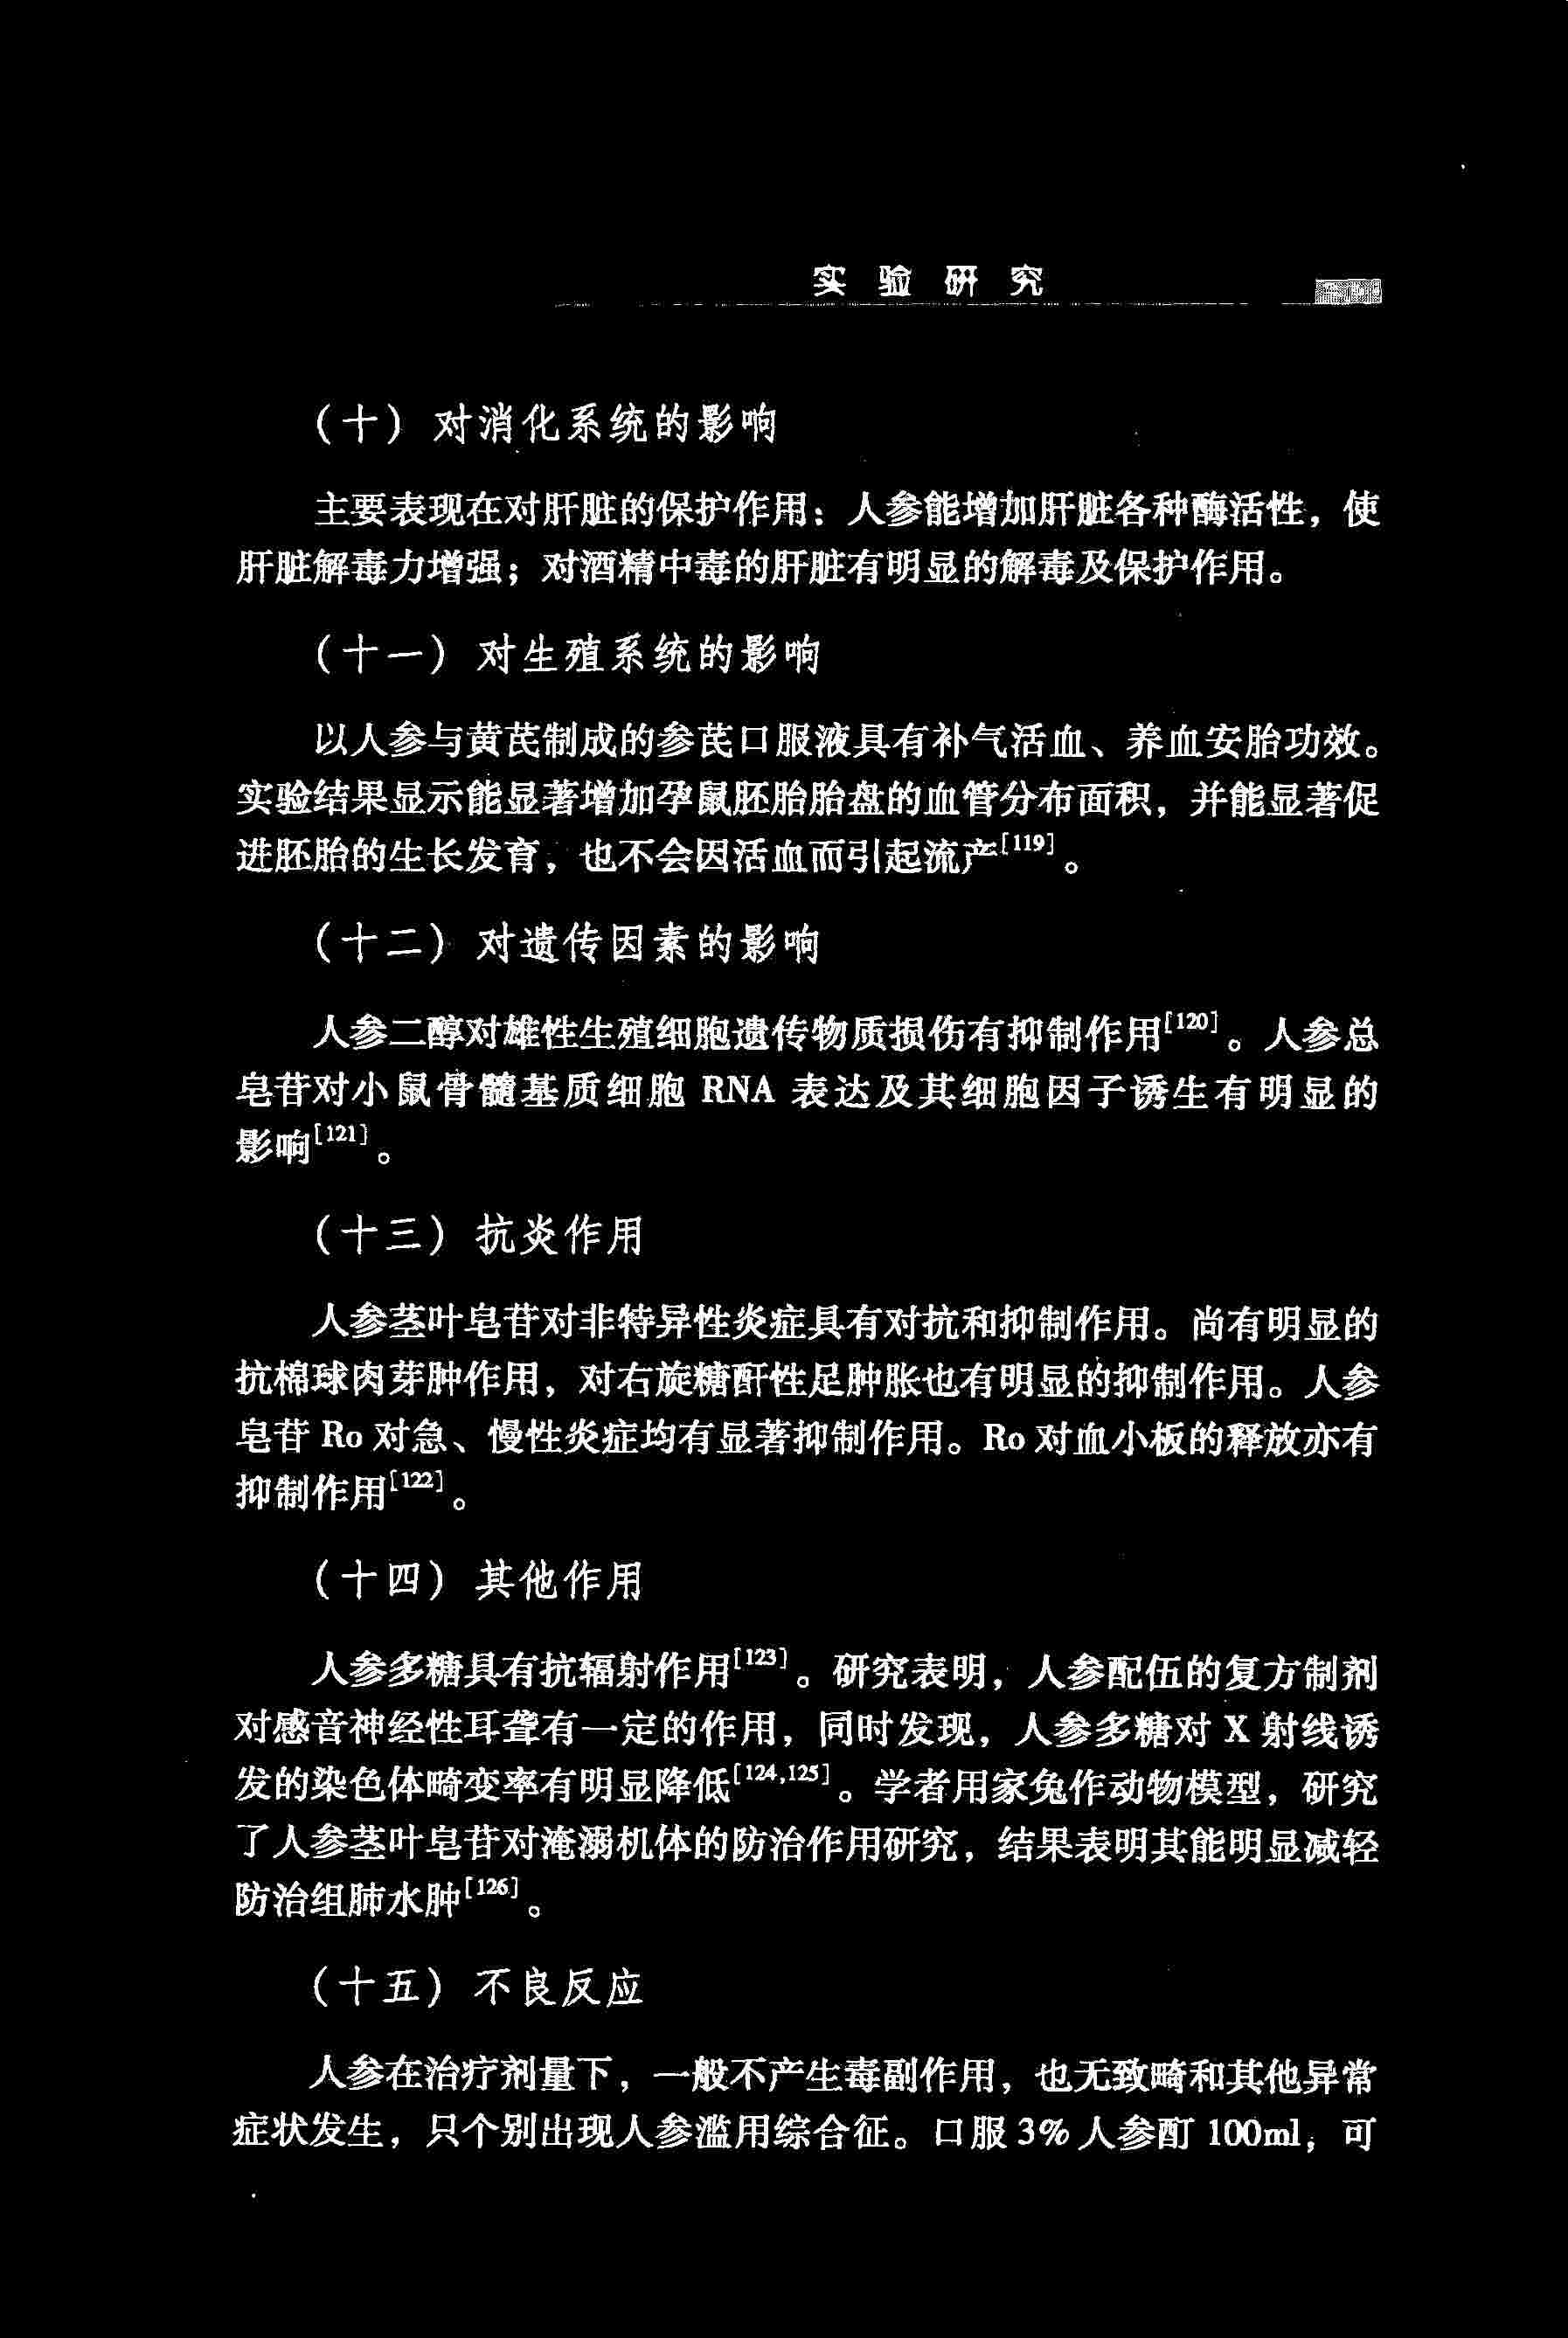 实验研究
（十）对消化系统的影响
主要表现在对肝脏的保护作用：人参能增加肝脏各种酶活性，使
肝脏解毒力增强；对酒精中毒的肝脏有明显的解毒及保护作用。
（十一）对生殖系统的影响
以人参与黄芪制成的参芪口服液具有补气活血、养血安胎功效。
实验结果显示能显著增加孕鼠胚胎胎盘的血管分布面积，并能显著促
进胚胎的生长发育，也不会因活血而引起流产[119]。
（十二）对遗传因素的影响
人参二醇对雄性生殖细胞遗传物质损伤有抑制作用[120]。人参总
皂苷对小鼠骨髓基质细胞 RNA 表达及其细胞因子诱生有明显的
影响[121]。
（十三）抗炎作用
人参茎叶皂苷对非特异性炎症具有对抗和抑制作用。尚有明显的
抗棉球肉芽肿作用，对右旋糖酐性足肿胀也有明显的抑制作用。人参
皂苷 Ro 对急、慢性炎症均有显著抑制作用。Ro 对血小板的释放亦有
抑制作用[122]。
（十四）其他作用
人参多糖具有抗辐射作用[123]。研究表明，人参配伍的复方制剂
对感音神经性耳聋有一定的作用，同时发现，人参多糖对 X 射线诱
发的染色体畸变率有明显降低[124,125]。学者用家兔作动物模型，研究
了人参茎叶皂苷对淹溺机体的防治作用研究，结果表明其能明显减轻
防治组肺水肿[126]。
（十五）不良反应
人参在治疗剂量下，一般不产生毒副作用，也无致畸和其他异常
症状发生，只个别出现人参滥用综合征。口服 3% 人参酊 100ml，可